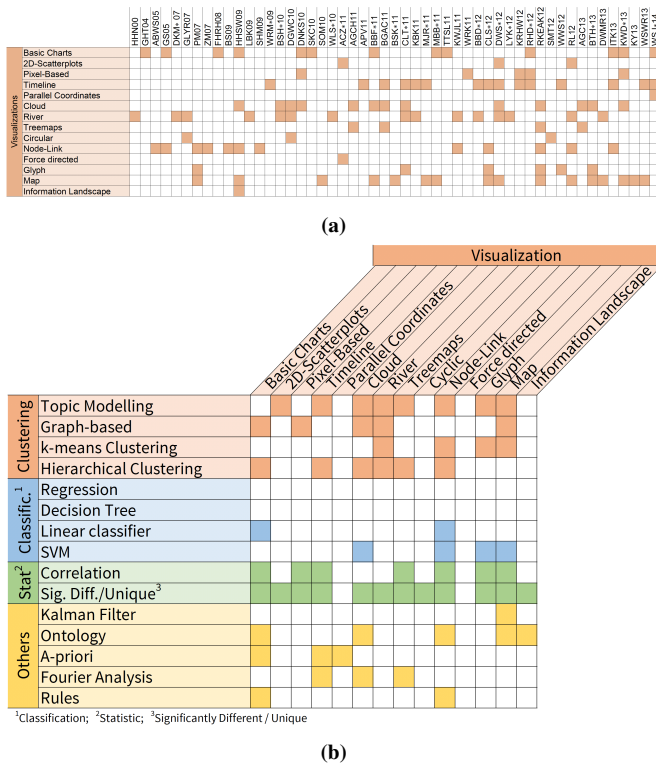 HHN00 GHT04 ABWS05 GS05 DKM+ 07 GLYR07 PM07 ZM07 FHRH08 BS09 HHSW09 SHM09 WRM+09 LBK09 BSH+10 DGWC10 DNKS10 SKC10 SOM10 WLS+10 ACZ+11 AGCH11 APV11 BBF+11 BGAC11 BSK+11 CLT+11 KBK11 MJR+11 MBB+11 TTSL11 KWJL11 WRK11 BBD+12 CLS+12 DWS+12 LYK+12 KRHW12 RHD+12 RKEAK12 SMT12 WWS12 RL12 AGC13 BTH+13 DWMR13 ITK13 KWD+13 KY13 WSWR13
Visualizations
Basic Charts
2D-Scatterplots
Pixel-Based
Timeline
Parallel Coordinates
Cloud
River
Treemaps
Circular
Node-Link
Force directed
Glyph
Map
Information Landscape
(a)
Visualization
Basic Charts
2D-Scatterplots
Pixel-Based
Timeline
Parallel Coordinates
Cloud
River
Treemaps
Cyclic
Node-Link
Force directed
Glyph
Map
Information Landscape
Clustering
Topic Modelling
Graph-based
k-means Clustering
Hierarchical Clustering
Classific.1
Regression
Decision Tree
Linear classifier
SVM
Stat2
Correlation
Sig. Diff./Unique3
Others
Kalman Filter
Ontology
A-priori
Fourier Analysis
Rules
1Classification; 2Statistic; 3Significantly Different / Unique
(b)